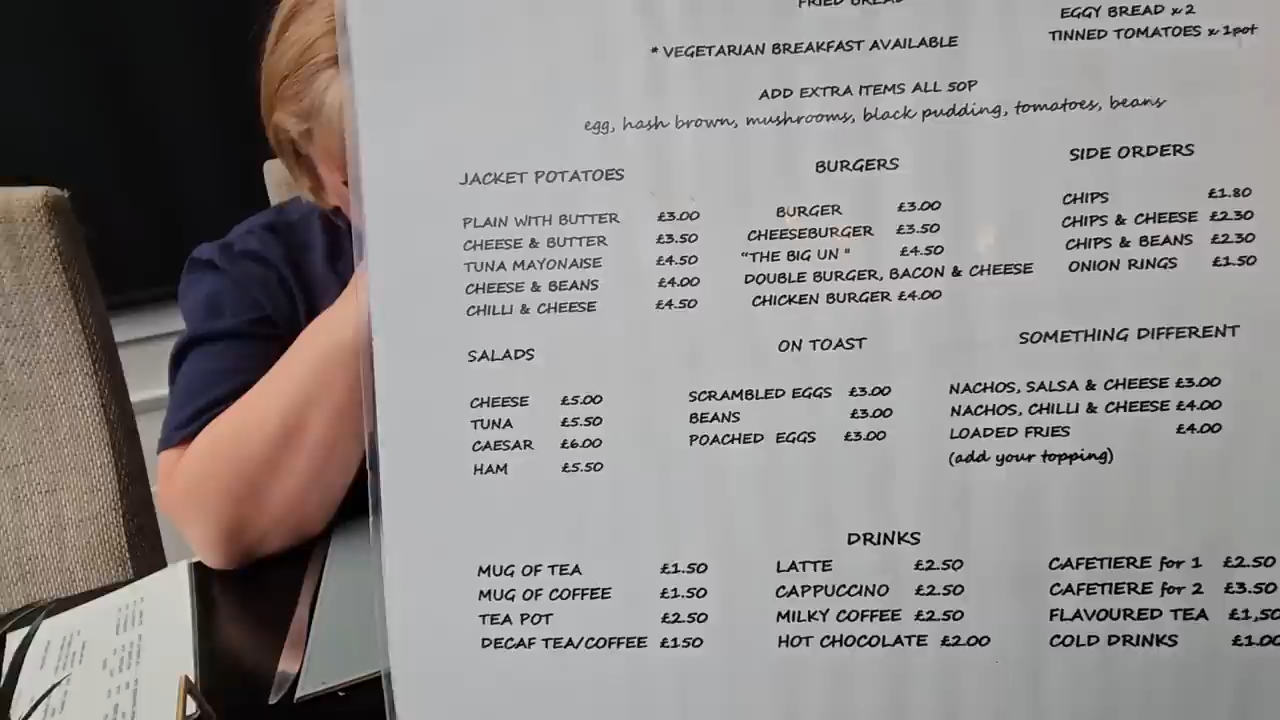 FRIED BREAD
EGGY BREAD x 2
TINNED TOMATOES x 1pot
* VEGETARIAN BREAKFAST AVAILABLE
ADD EXTRA ITEMS ALL 50P
egg, hash brown, mushrooms, black pudding, tomatoes, beans
JACKET POTATOES
PLAIN WITH BUTTER £3.00
CHEESE & BUTTER £3.50
TUNA MAYONAISE £4.50
CHEESE & BEANS £4.00
CHILLI & CHEESE £4.50
BURGERS
BURGER £3.00
CHEESEBURGER £3.50
"THE BIG UN" £4.50
DOUBLE BURGER, BACON & CHEESE
CHICKEN BURGER £4.00
SIDE ORDERS
CHIPS £1.80
CHIPS & CHEESE £2.30
CHIPS & BEANS £2.30
ONION RINGS £1.50
SALADS
CHEESE £5.00
TUNA £5.50
CAESAR £6.00
HAM £5.50
ON TOAST
SCRAMBLED EGGS £3.00
BEANS £3.00
POACHED EGGS £3.00
SOMETHING DIFFERENT
NACHOS, SALSA & CHEESE £3.00
NACHOS, CHILLI & CHEESE £4.00
LOADED FRIES £4.00
(add your topping)
DRINKS
MUG OF TEA £1.50
MUG OF COFFEE £1.50
TEA POT £2.50
DECAF TEA/COFFEE £150
LATTE £2.50
CAPPUCCINO £2.50
MILKY COFFEE £2.50
HOT CHOCOLATE £2.00
CAFETIERE for 1 £2.50
CAFETIERE for 2 £3.50
FLAVOURED TEA £1,50
COLD DRINKS £1.00